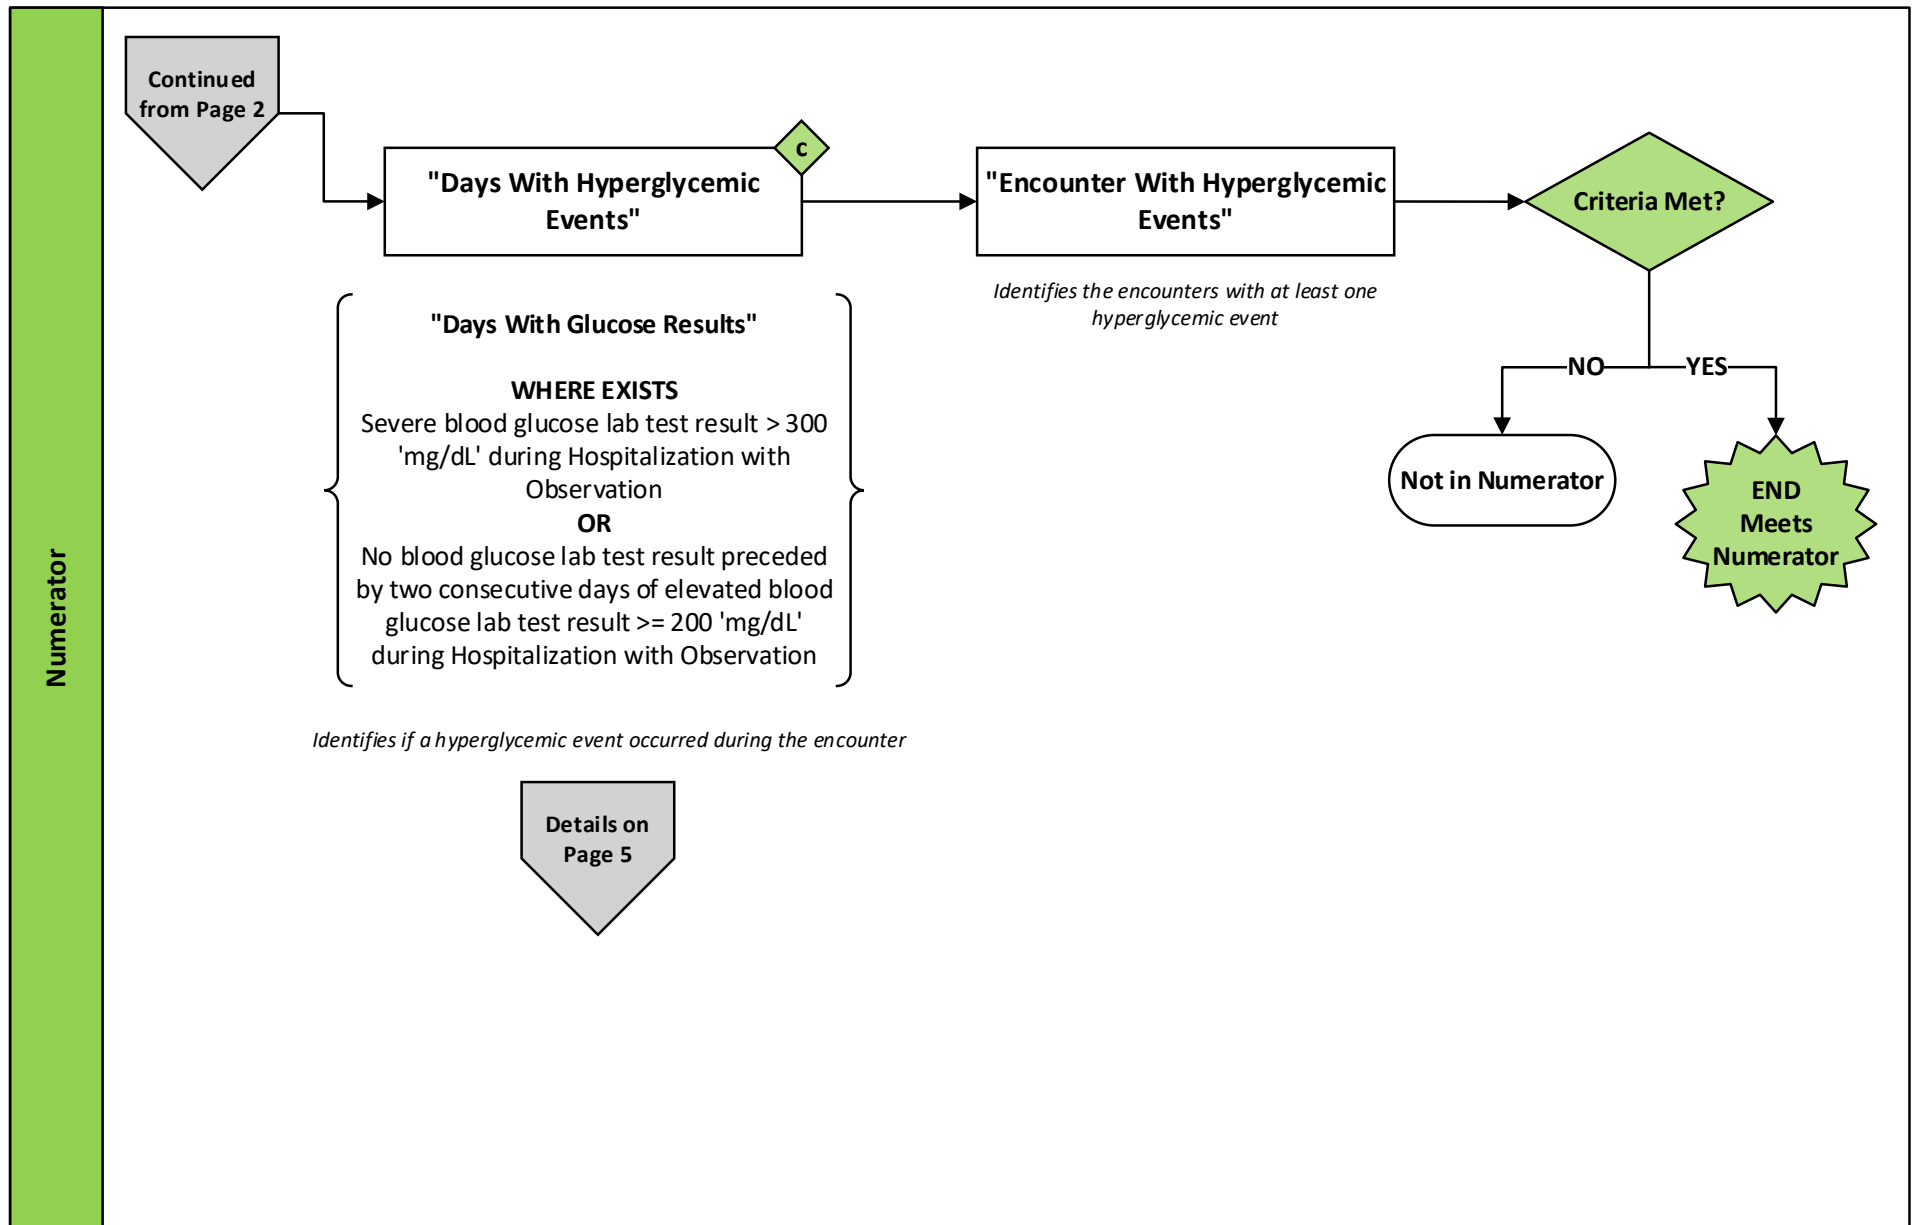 Numerator
Continued
from Page 2
c
"Days With Hyperglycemic
Events"
"Encounter With Hyperglycemic
Events"
Criteria Met?
"Days With Glucose Results"
WHERE EXISTS
Severe blood glucose lab test result > 300
'mg/dL' during Hospitalization with
Observation
OR
No blood glucose lab test result preceded
by two consecutive days of elevated blood
glucose lab test result >= 200 'mg/dL'
during Hospitalization with Observation
Identifies if a hyperglycemic event occurred during the encounter
Details on
Page 5
Identifies the encounters with at least one
hyperglycemic event
NO
YES
Not in Numerator
END
Meets
Numerator